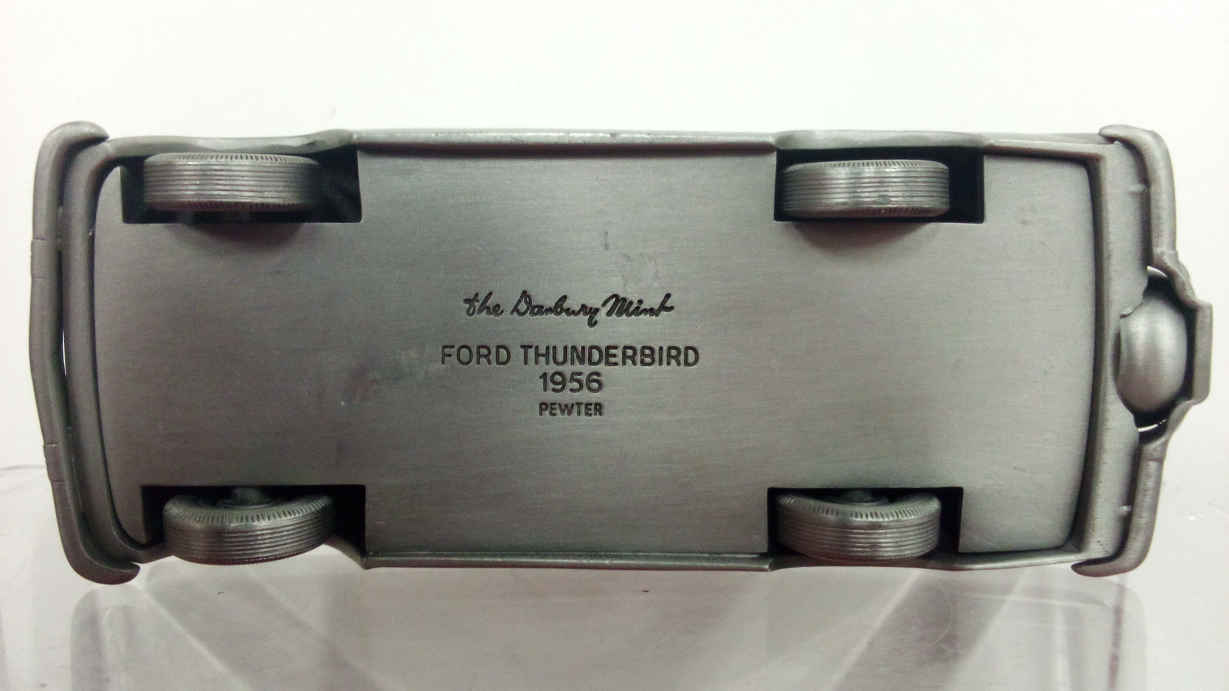 the Danbury Mint
FORD THUNDERBIRD
1956
PEWTER